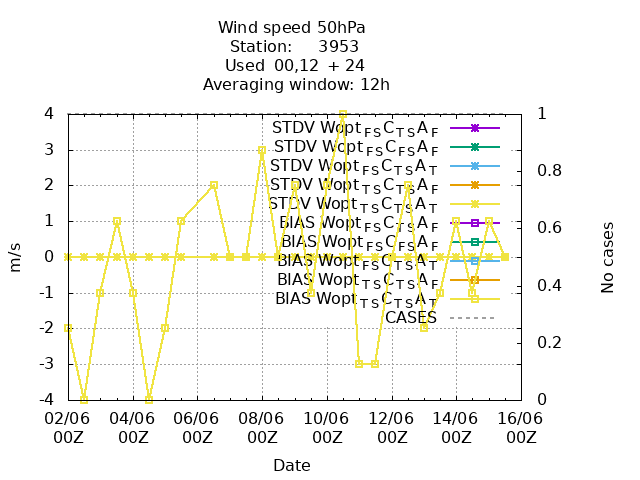 Wind speed 50hPa
Station: 3953
Used 00,12 + 24
Averaging window: 12h
4
3
2
1
0
-1
-2
-3
-4
m/s
1
0.8
0.6
0.4
0.2
0
No cases
STDV Wopt FS C TS A F
STDV Wopt FS C FS A F
STDV Wopt FS C TS A T
STDV Wopt TS C TS A F
STDV Wopt TS C TS A T
BIAS Wopt FS C TS A F
BIAS Wopt FS C FS A F
BIAS Wopt FS C TS A T
BIAS Wopt TS C TS A F
BIAS Wopt TS C TS A T
CASES
02/06 04/06 06/06 08/06 10/06 12/06 14/06 16/06
00Z 00Z 00Z 00Z 00Z 00Z 00Z 00Z
Date